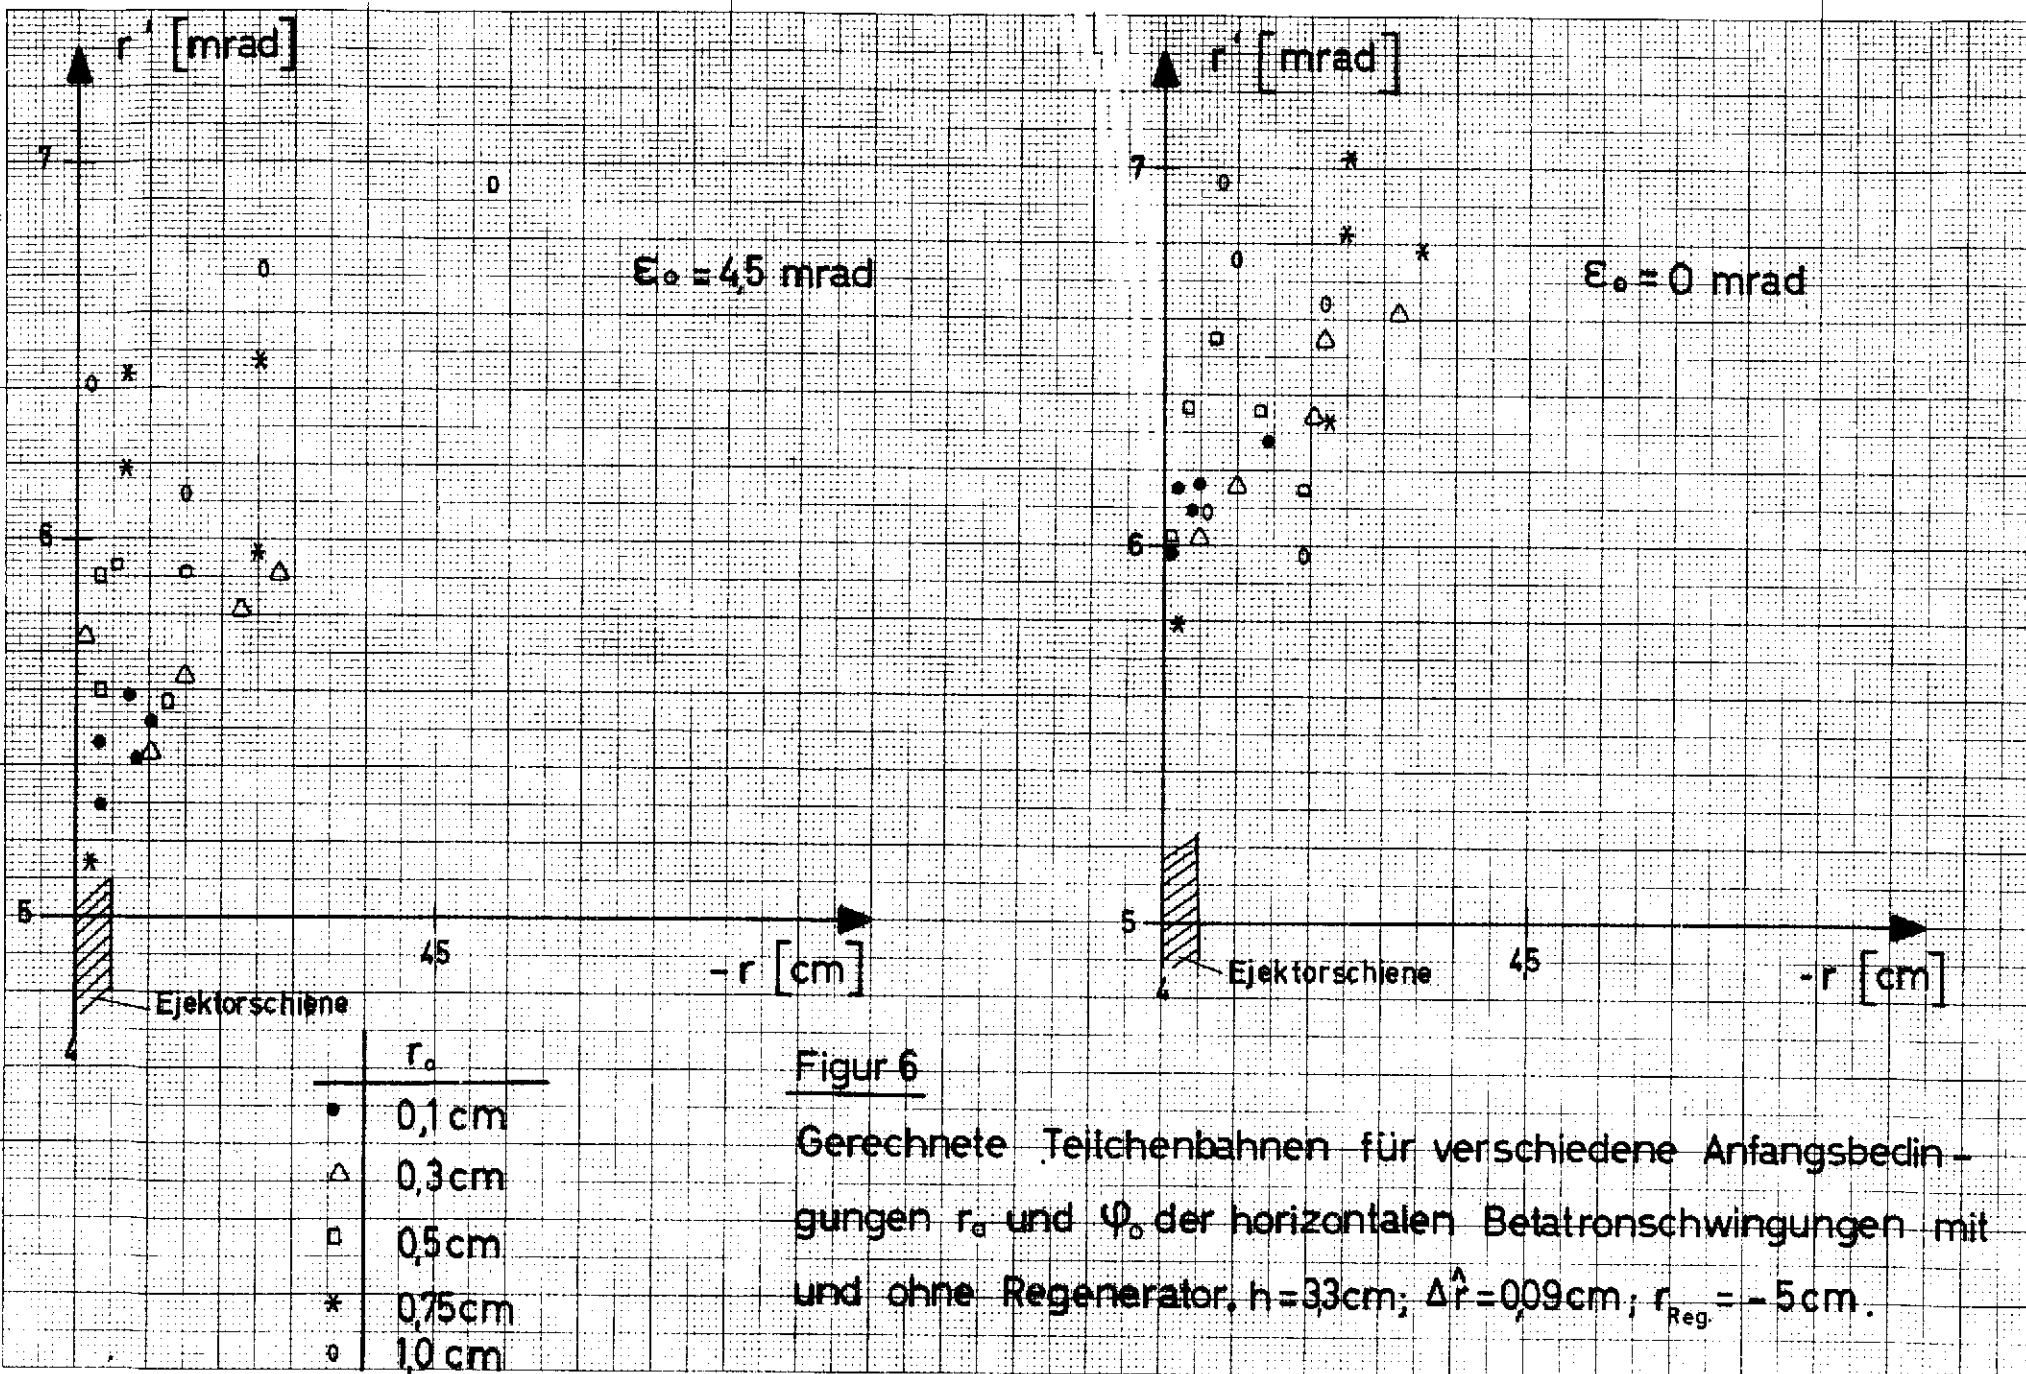 r' [mrad]
7
6
5
4
4,5
-r [cm]
ε₀ = 4,5 mrad
Ejektorschiene
r' [mrad]
7
6
5
4
4,5
-r [cm]
ε₀ = 0 mrad
Ejektorschiene
rₐ
• 0,1 cm
△ 0,3 cm
□ 0,5 cm
* 0,75 cm
o 1,0 cm
Figur 6
Gerechnete Teilchenbahnen für verschiedene Anfangsbedin-
gungen rₐ und φ₀ der horizontalen Betatronschwingungen mit
und ohne Regenerator. h = 3,3 cm; Δr̂ = 0,09 cm; r_Reg. = - 5 cm.